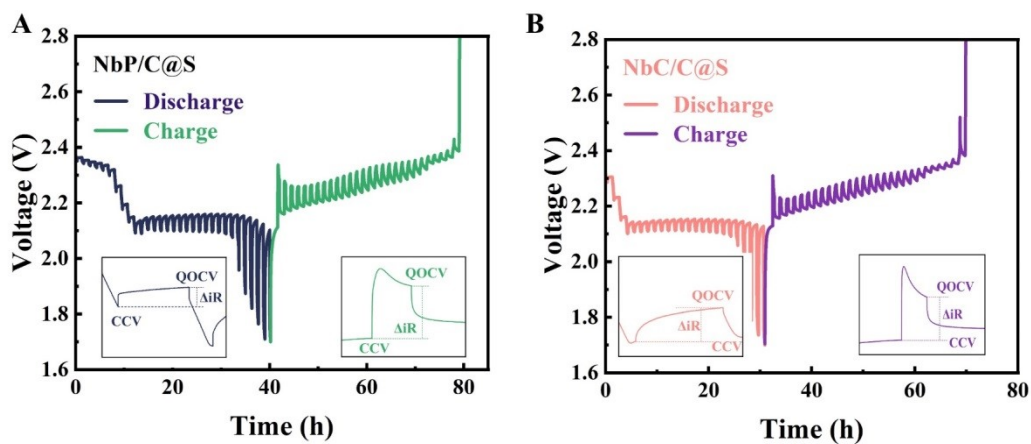 A
NbP/C@S
Discharge
Charge
Voltage (V)
2.8
2.6
2.4
2.2
2.0
1.8
1.6
QOCV
ΔiR
CCV
QOCV
ΔiR
CCV
0 20 40 60 80
Time (h)
B
NbC/C@S
Discharge
Charge
Voltage (V)
2.8
2.6
2.4
2.2
2.0
1.8
1.6
QOCV
ΔiR
CCV
QOCV
ΔiR
CCV
0 20 40 60 80
Time (h)